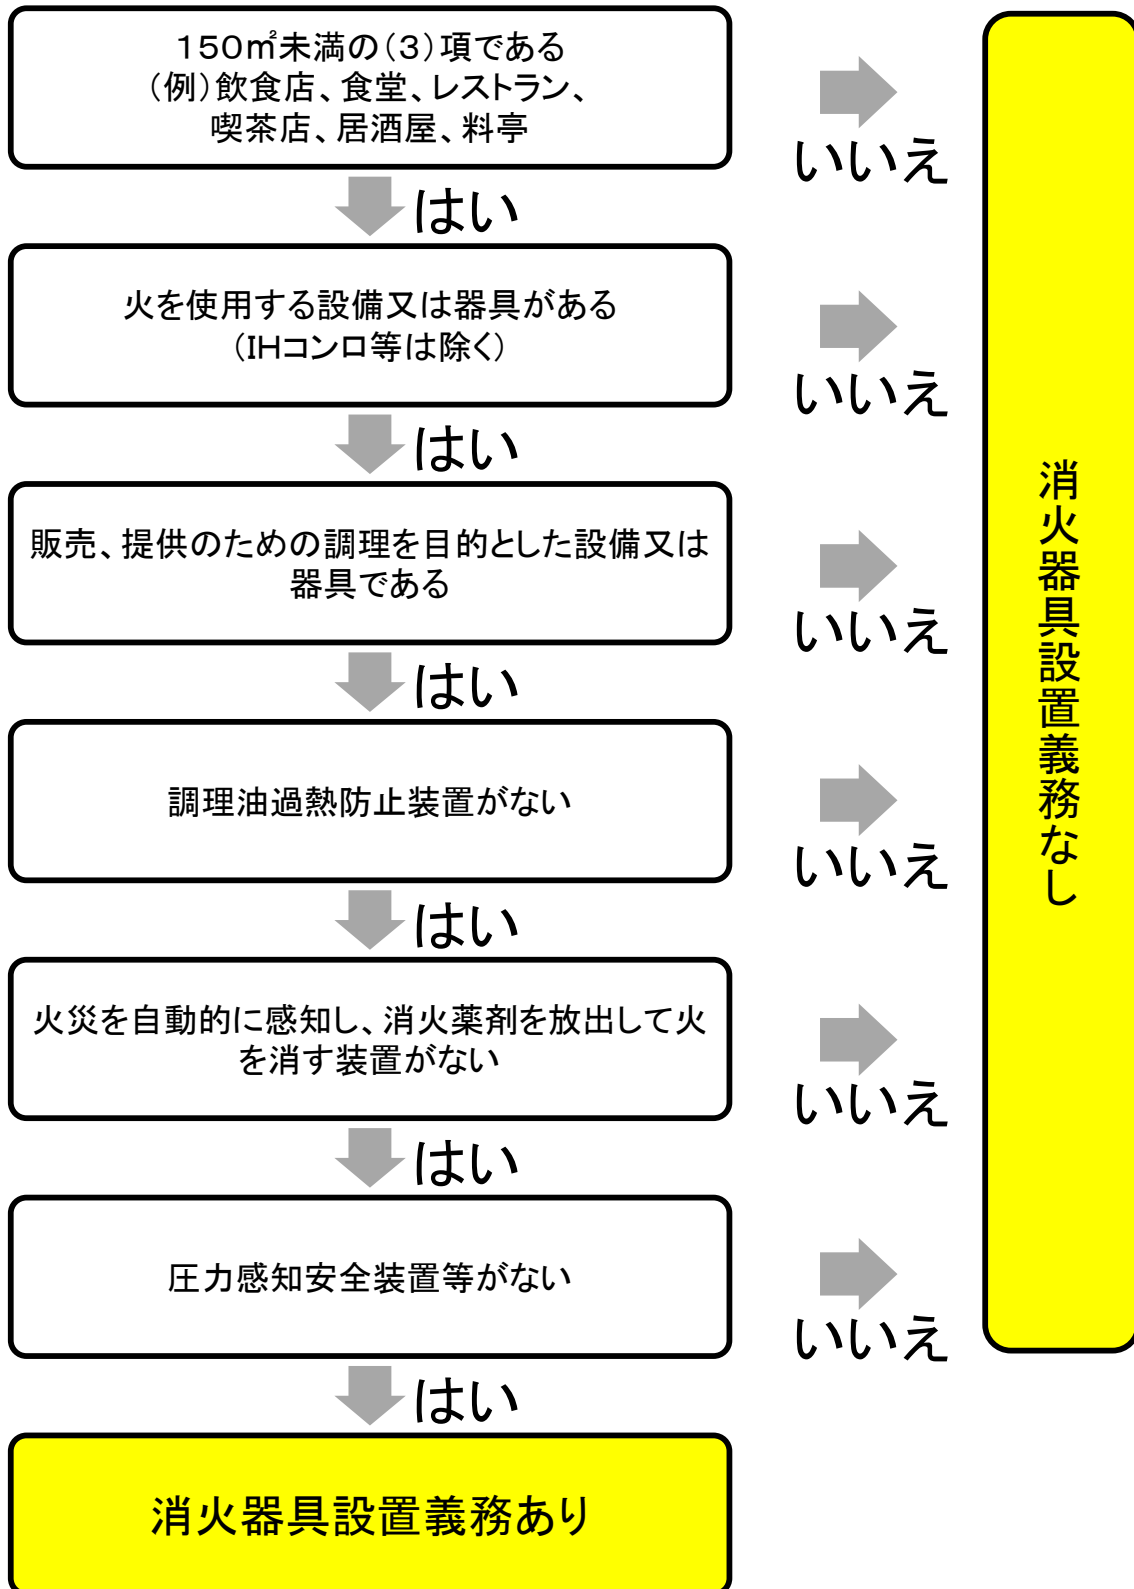 150㎡未満の(3)項である
(例)飲食店、食堂、レストラン、
喫茶店、居酒屋、料亭
いいえ
はい
火を使用する設備又は器具がある
(IHコンロ等は除く)
いいえ
はい
販売、提供のための調理を目的とした設備又は
器具である
いいえ
はい
調理油過熱防止装置がない
いいえ
はい
火災を自動的に感知し、消火薬剤を放出して火
を消す装置がない
いいえ
はい
圧力感知安全装置等がない
いいえ
はい
消火器具設置義務あり
消火器具設置義務なし